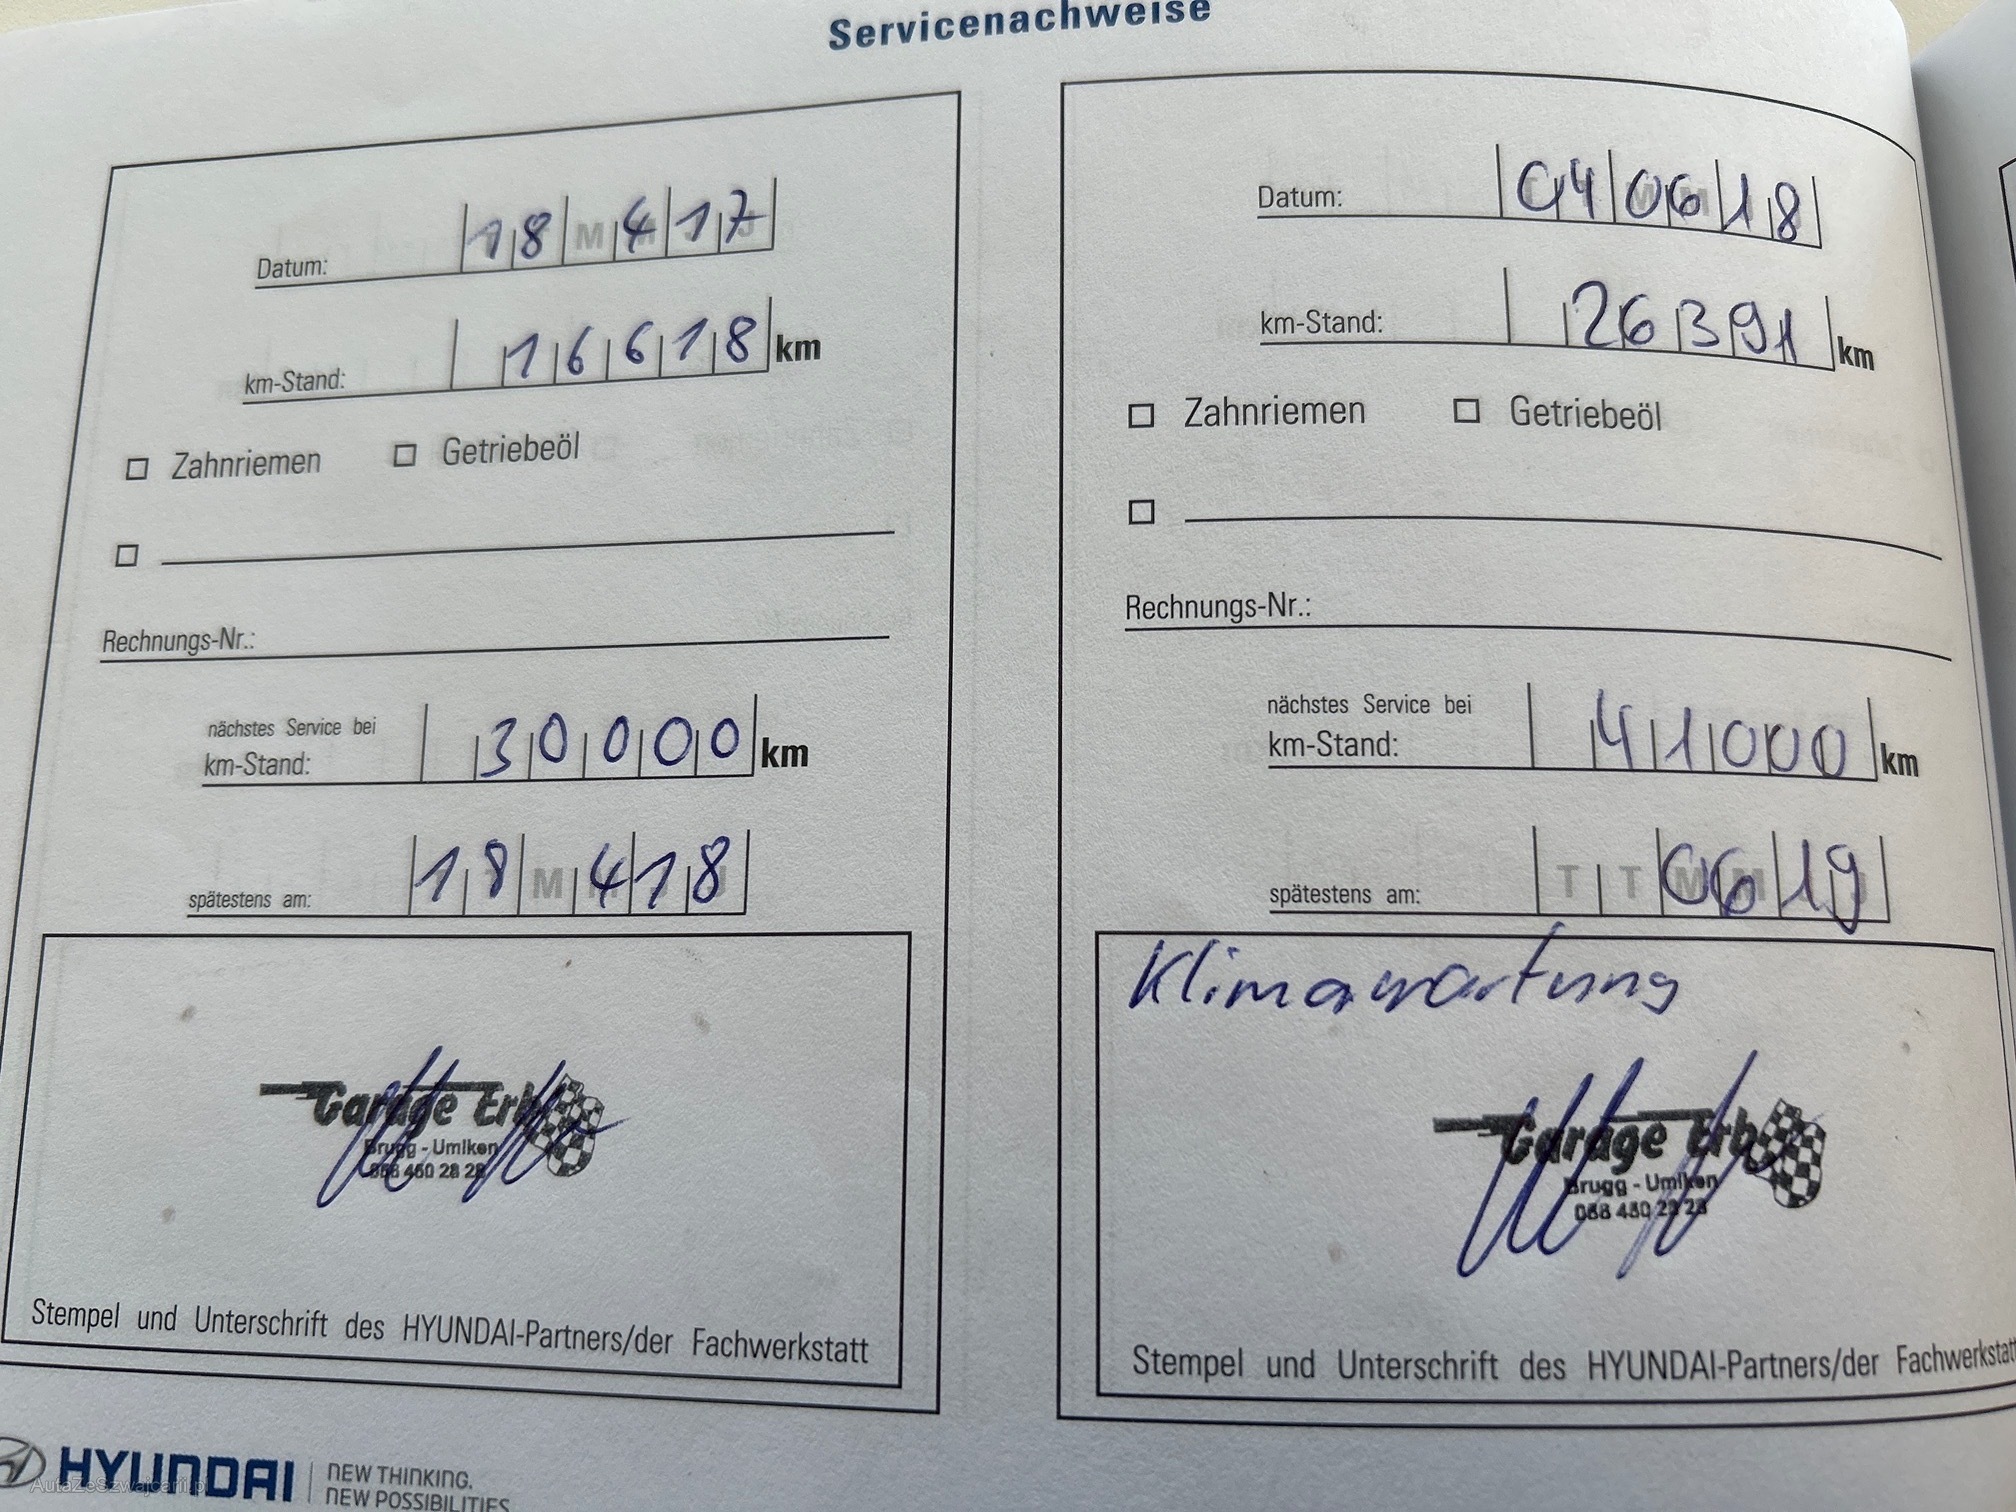 Servicenachweise
Datum: 18 M 4 17
km-Stand: 16618 km
Zahnriemen Getriebeöl
Rechnungs-Nr.:
nächstes Service bei
km-Stand: 30000 km
spätestens am: 18 M 4 18
Garage Erb
Brugg - Umiken
Stempel und Unterschrift des HYUNDAI-Partners/der Fachwerkstatt
Datum: 04 06 18
km-Stand: 26391 km
Zahnriemen Getriebeöl
Rechnungs-Nr.:
nächstes Service bei
km-Stand: 41000 km
spätestens am: T T 06 19
Klimawartung
Garage Erb
Brugg - Umiken
Stempel und Unterschrift des HYUNDAI-Partners/der Fachwerkstatt
HYUNDAI NEW THINKING.
NEW POSSIBILITIES
AutaZeSzwajcarii.pl